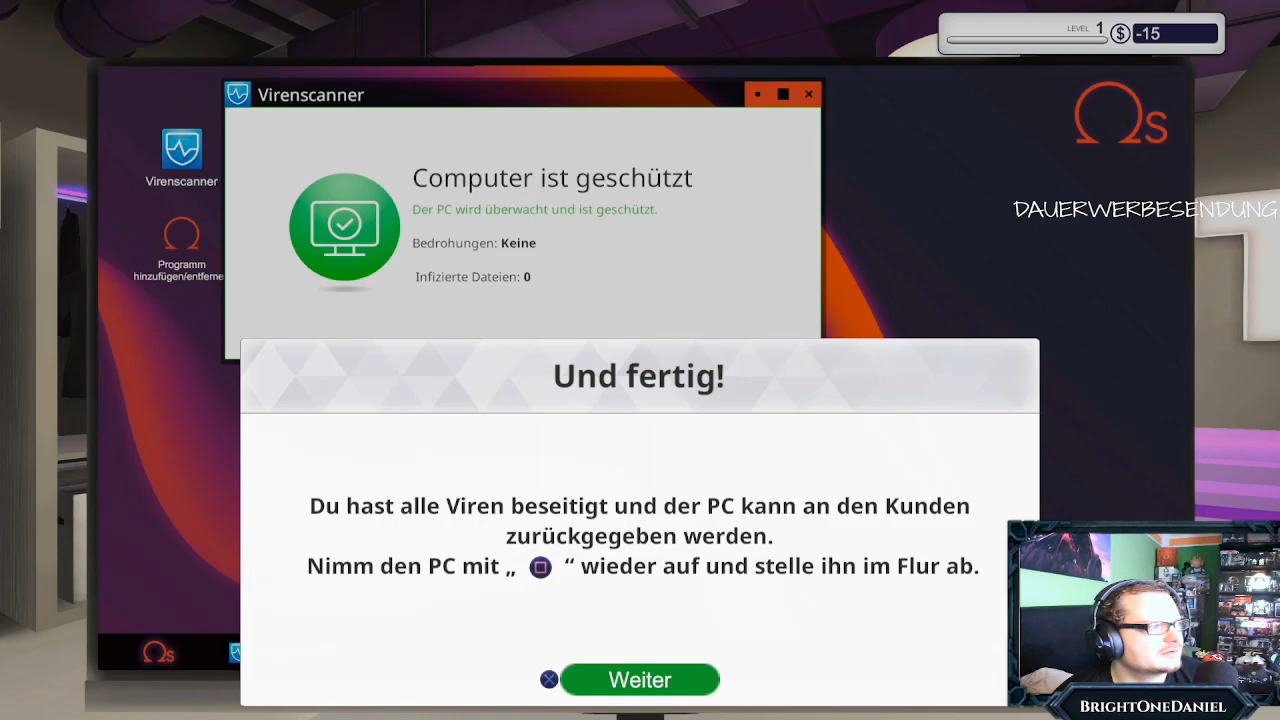 LEVEL 1 $ -15
Virenscanner
Ωs
Virenscanner
Computer ist geschützt
Der PC wird überwacht und ist geschützt.
Bedrohungen: Keine
Infizierte Dateien: 0
DAUERWERBESENDUNG
Programm
hinzufügen/entferne
Und fertig!
Du hast alle Viren beseitigt und der PC kann an den Kunden
zurückgegeben werden.
Nimm den PC mit „ “ wieder auf und stelle ihn im Flur ab.
Ωs
Weiter
BRIGHTONEDANIEL